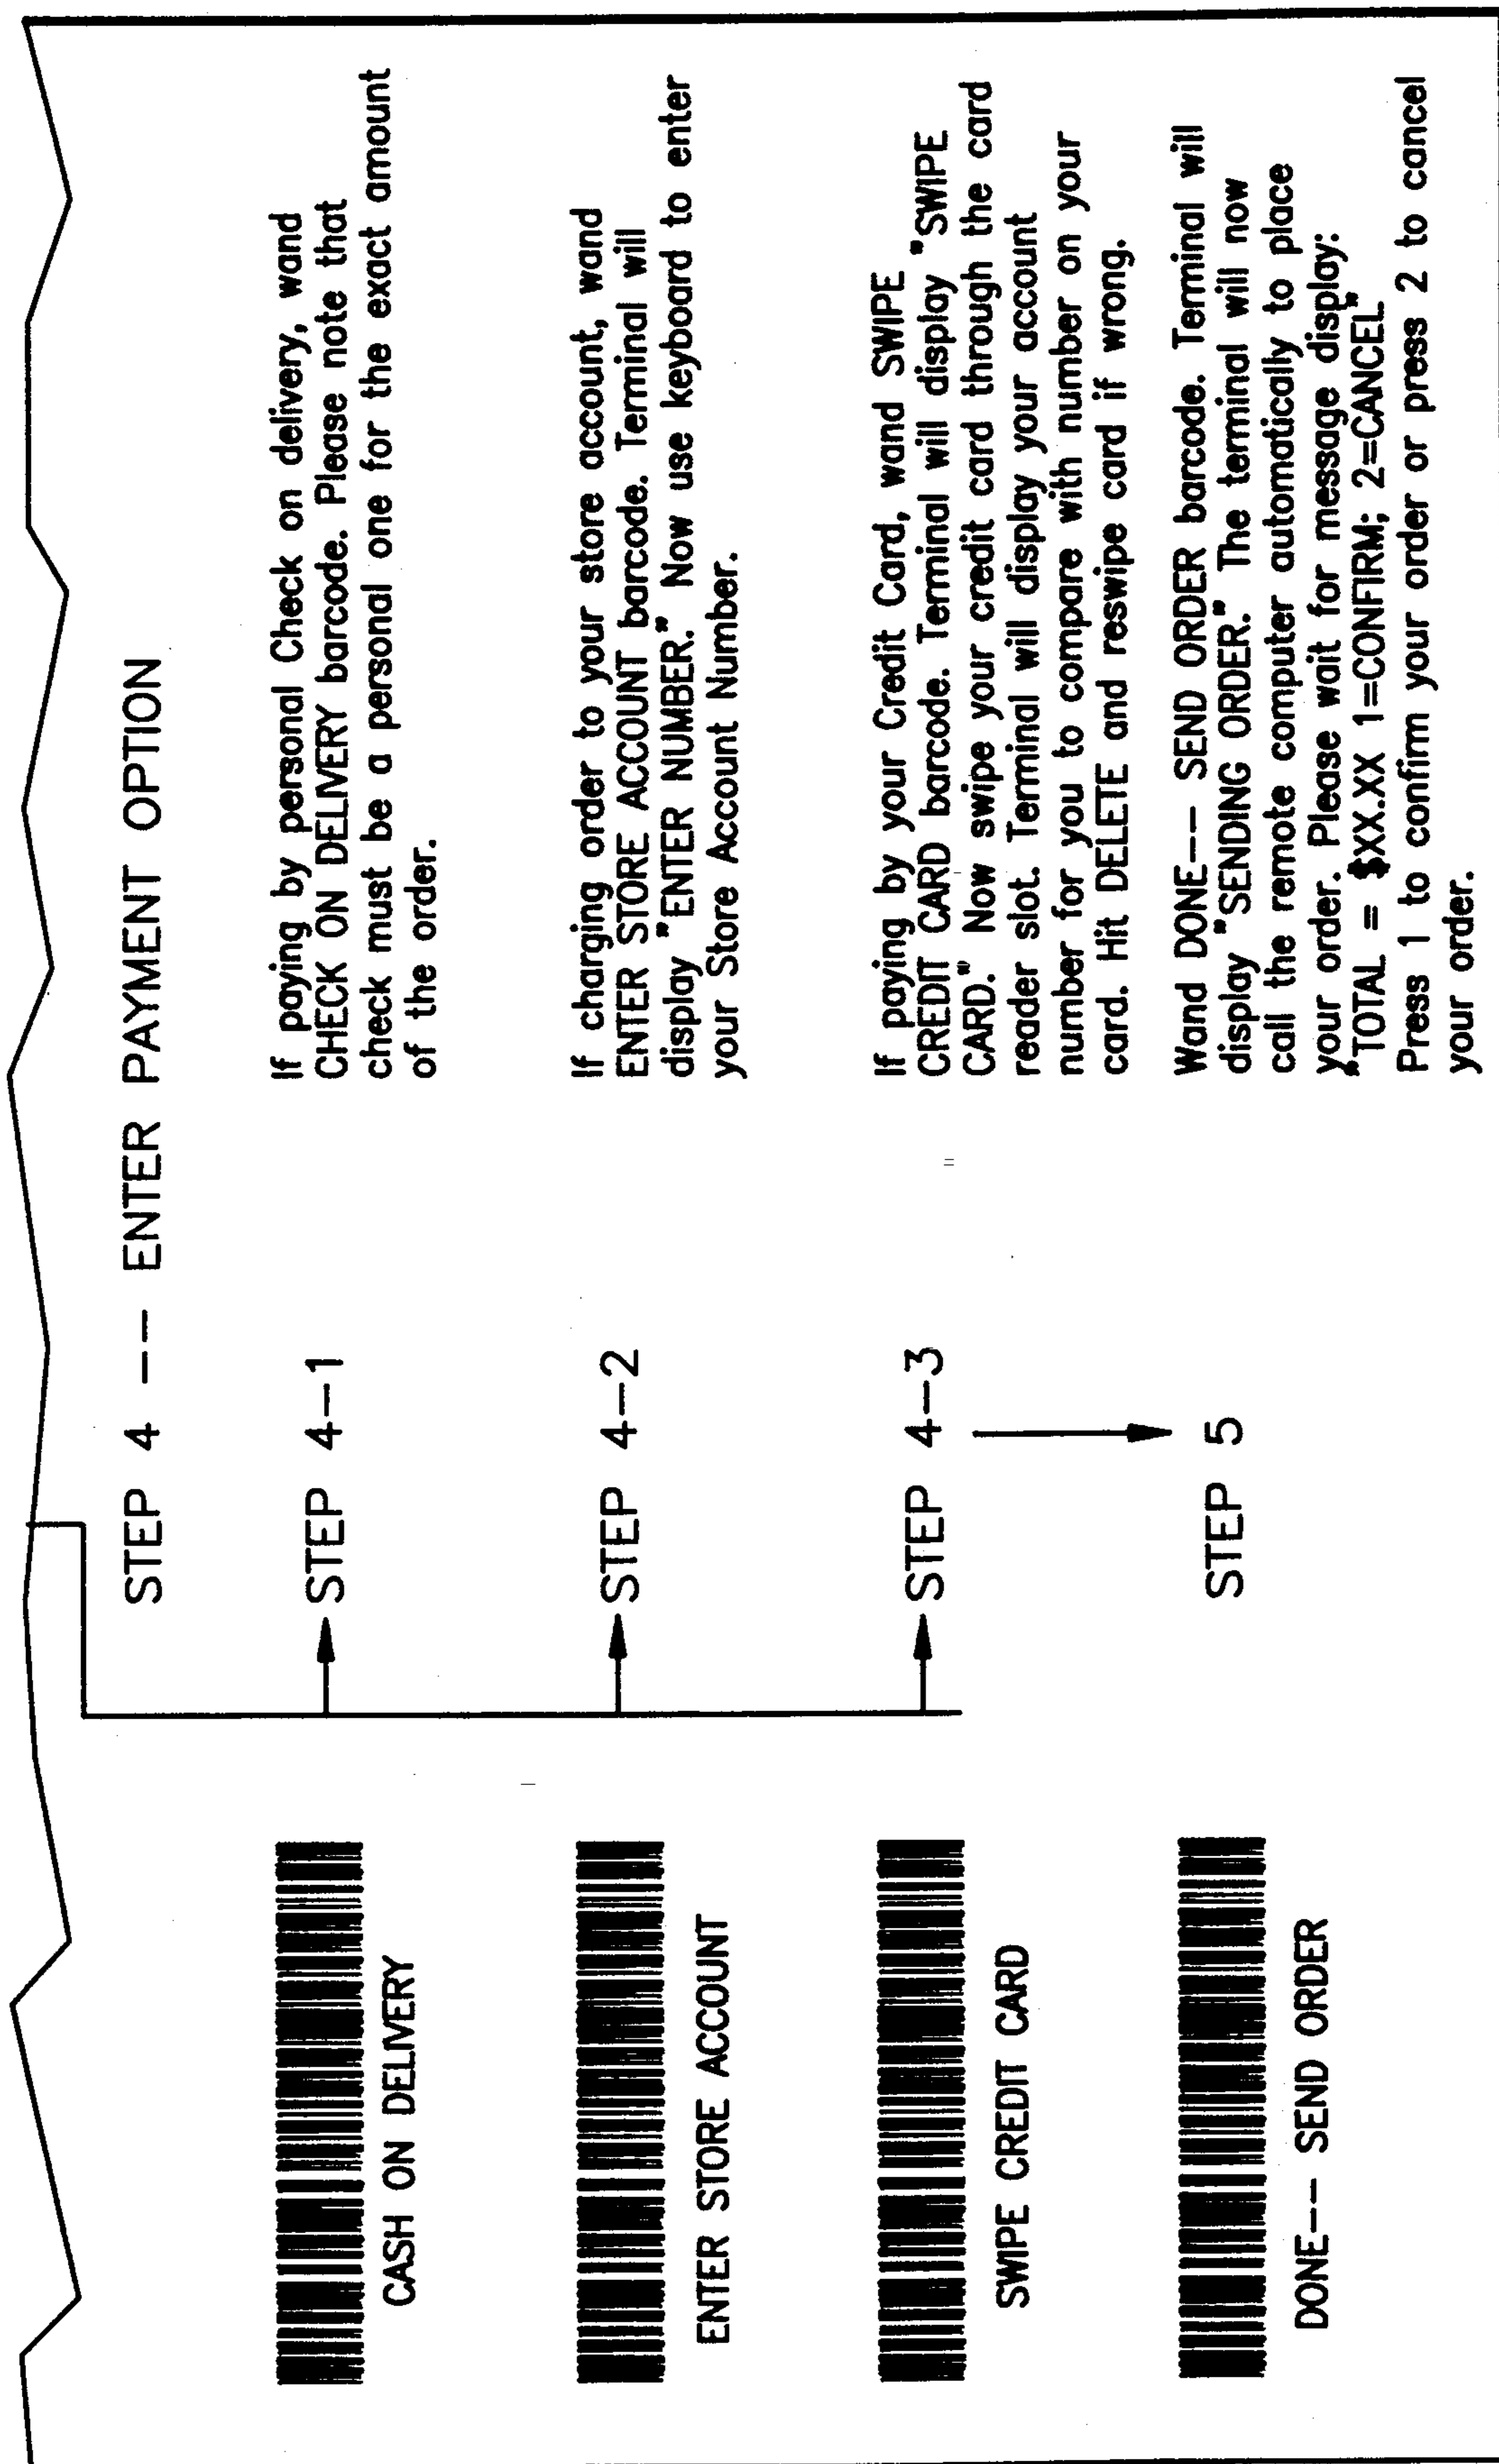 STEP 4 -- ENTER PAYMENT OPTION
CASH ON DELIVERY
STEP 4-1
If paying by personal Check on delivery, wand
CHECK ON DELIVERY barcode. Please note that
check must be a personal one for the exact amount
of the order.
ENTER STORE ACCOUNT
STEP 4-2
If charging order to your store account, wand
ENTER STORE ACCOUNT barcode. Terminal will
display "ENTER NUMBER." Now use keyboard to enter
your Store Account Number.
SWIPE CREDIT CARD
STEP 4-3
If paying by your Credit Card, wand SWIPE
CREDIT CARD barcode. Terminal will display "SWIPE
CARD." Now swipe your credit card through the card
reader slot. Terminal will display your account
number for you to compare with number on your
card. Hit DELETE and reswipe card if wrong.
DONE-- SEND ORDER
STEP 5
Wand DONE-- SEND ORDER barcode. Terminal will
display "SENDING ORDER." The terminal will now
call the remote computer automatically to place
your order. Please wait for message display:
"TOTAL = $XX.XX 1=CONFIRM; 2=CANCEL"
Press 1 to confirm your order or press 2 to cancel
your order.